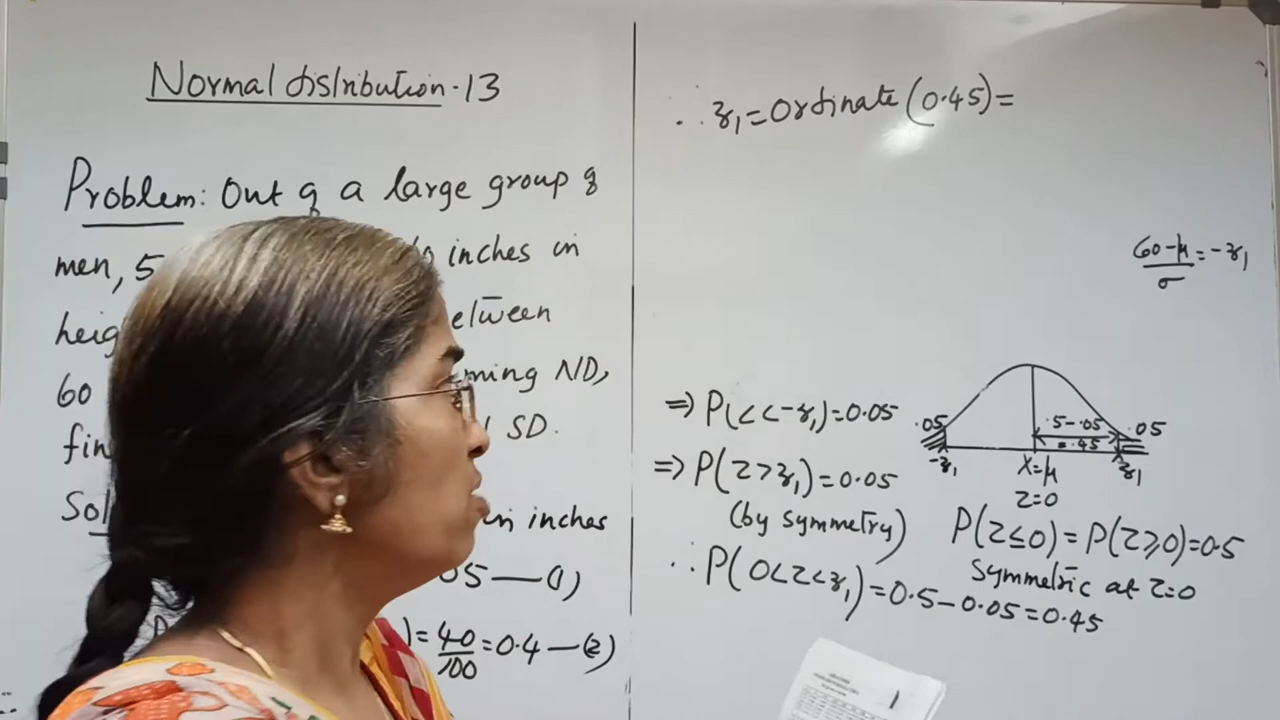 Normal distribution-13
Problem: Out of a large group of
men, 5 inches in
heig etween
60 ming ND,
fin SD.
Sol in inches
05 —(1)
) = 40/100 = 0.4 —(2)
∴ z₁ = Ordinate (0.45) =
(60-μ)/σ = -z₁
⇒ P(z < -z₁) = 0.05
⇒ P(z > z₁) = 0.05
(by symmetry)
∴ P(0 < z < z₁) = 0.5 - 0.05 = 0.45
.05 .5-.05 .05
= .45
-z₁ X=μ z₁
z=0
P(z ≤ 0) = P(z ≥ 0) = 0.5
Symmetric at z=0
1